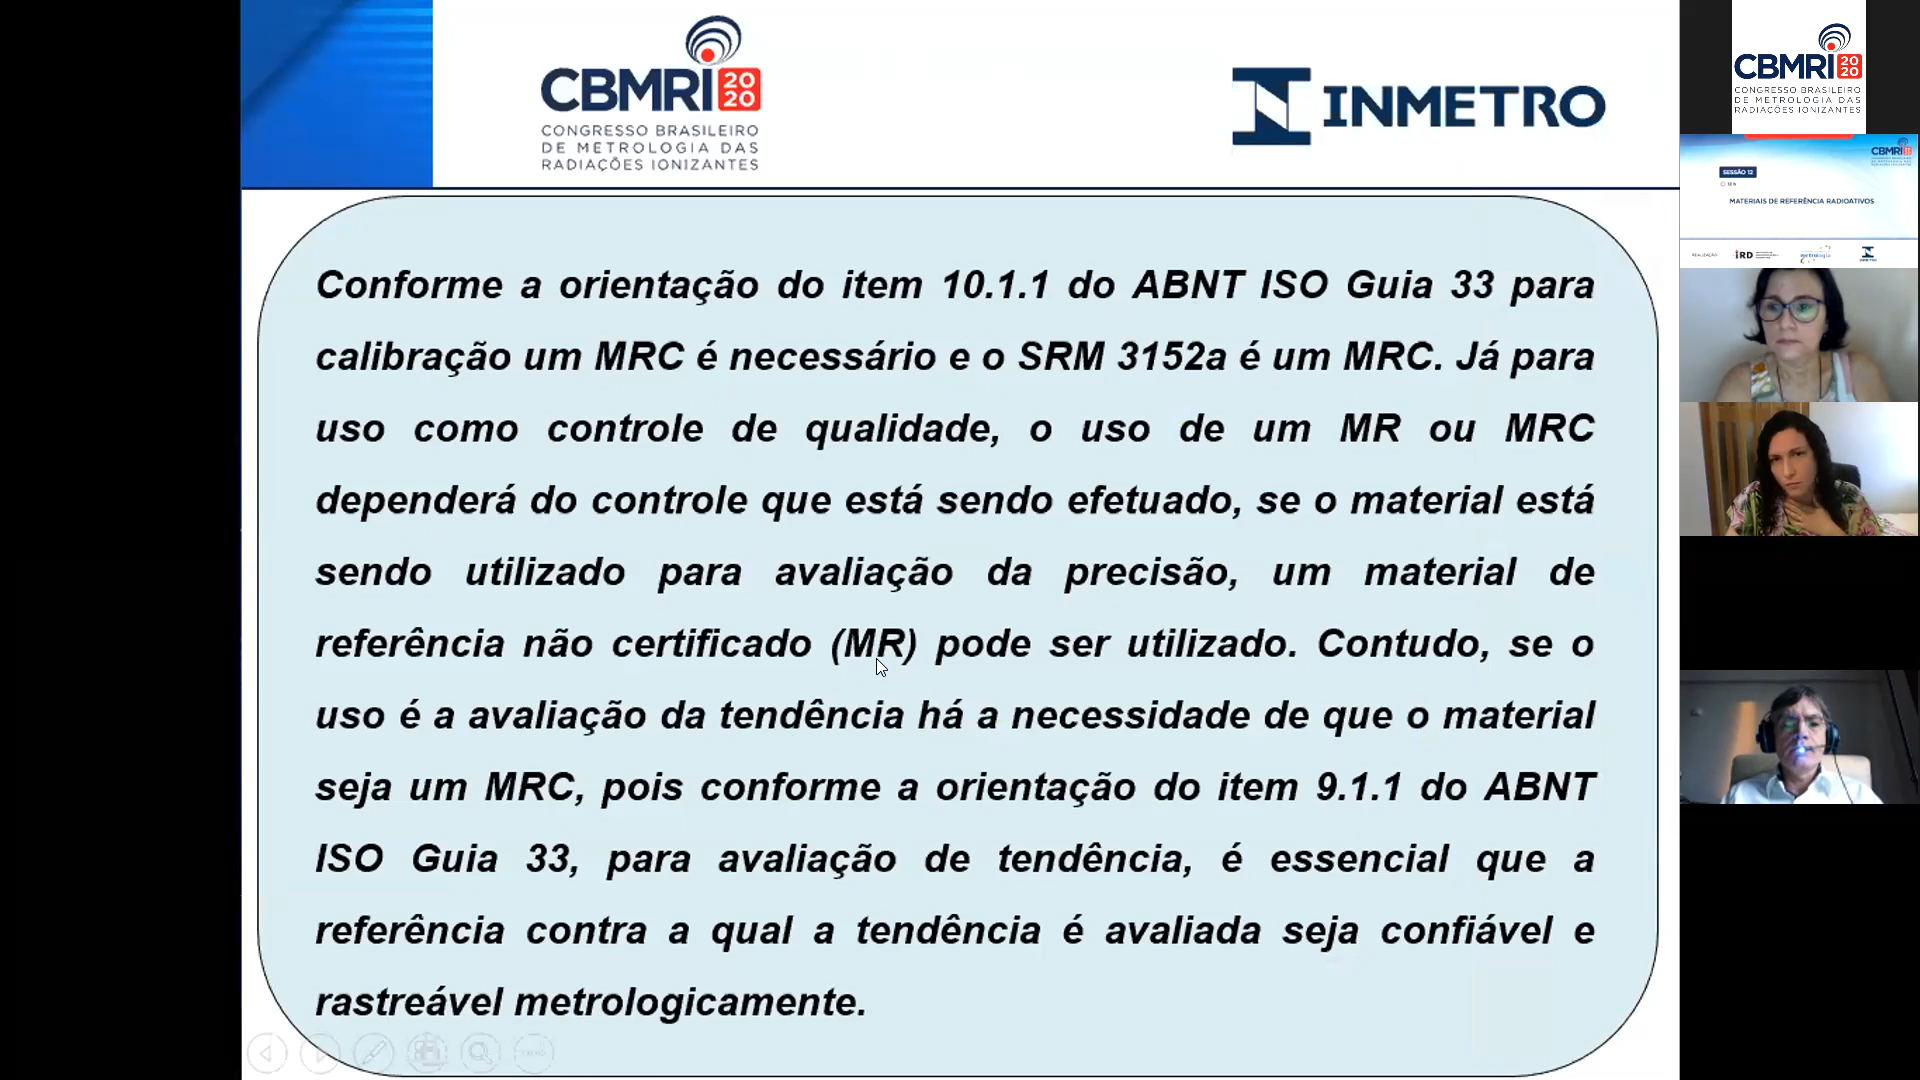 CBMRI 2020
CONGRESSO BRASILEIRO
DE METROLOGIA DAS
RADIAÇÕES IONIZANTES
INMETRO
Conforme a orientação do item 10.1.1 do ABNT ISO Guia 33 para
calibração um MRC é necessário e o SRM 3152a é um MRC. Já para
uso como controle de qualidade, o uso de um MR ou MRC
dependerá do controle que está sendo efetuado, se o material está
sendo utilizado para avaliação da precisão, um material de
referência não certificado (MR) pode ser utilizado. Contudo, se o
uso é a avaliação da tendência há a necessidade de que o material
seja um MRC, pois conforme a orientação do item 9.1.1 do ABNT
ISO Guia 33, para avaliação de tendência, é essencial que a
referência contra a qual a tendência é avaliada seja confiável e
rastreável metrologicamente.
CBMRI 2020
CONGRESSO BRASILEIRO
DE METROLOGIA DAS
RADIAÇÕES IONIZANTES
CBMRI
SESSÃO 12
MATERIAIS DE REFERÊNCIA RADIOATIVOS
REALIZAÇÃO
IRD